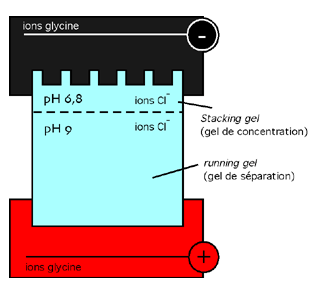 ions glycine
-
pH 6,8
ions Cl⁻
Stacking gel
(gel de concentration)
pH 9
ions Cl⁻
running gel
(gel de séparation)
+
ions glycine